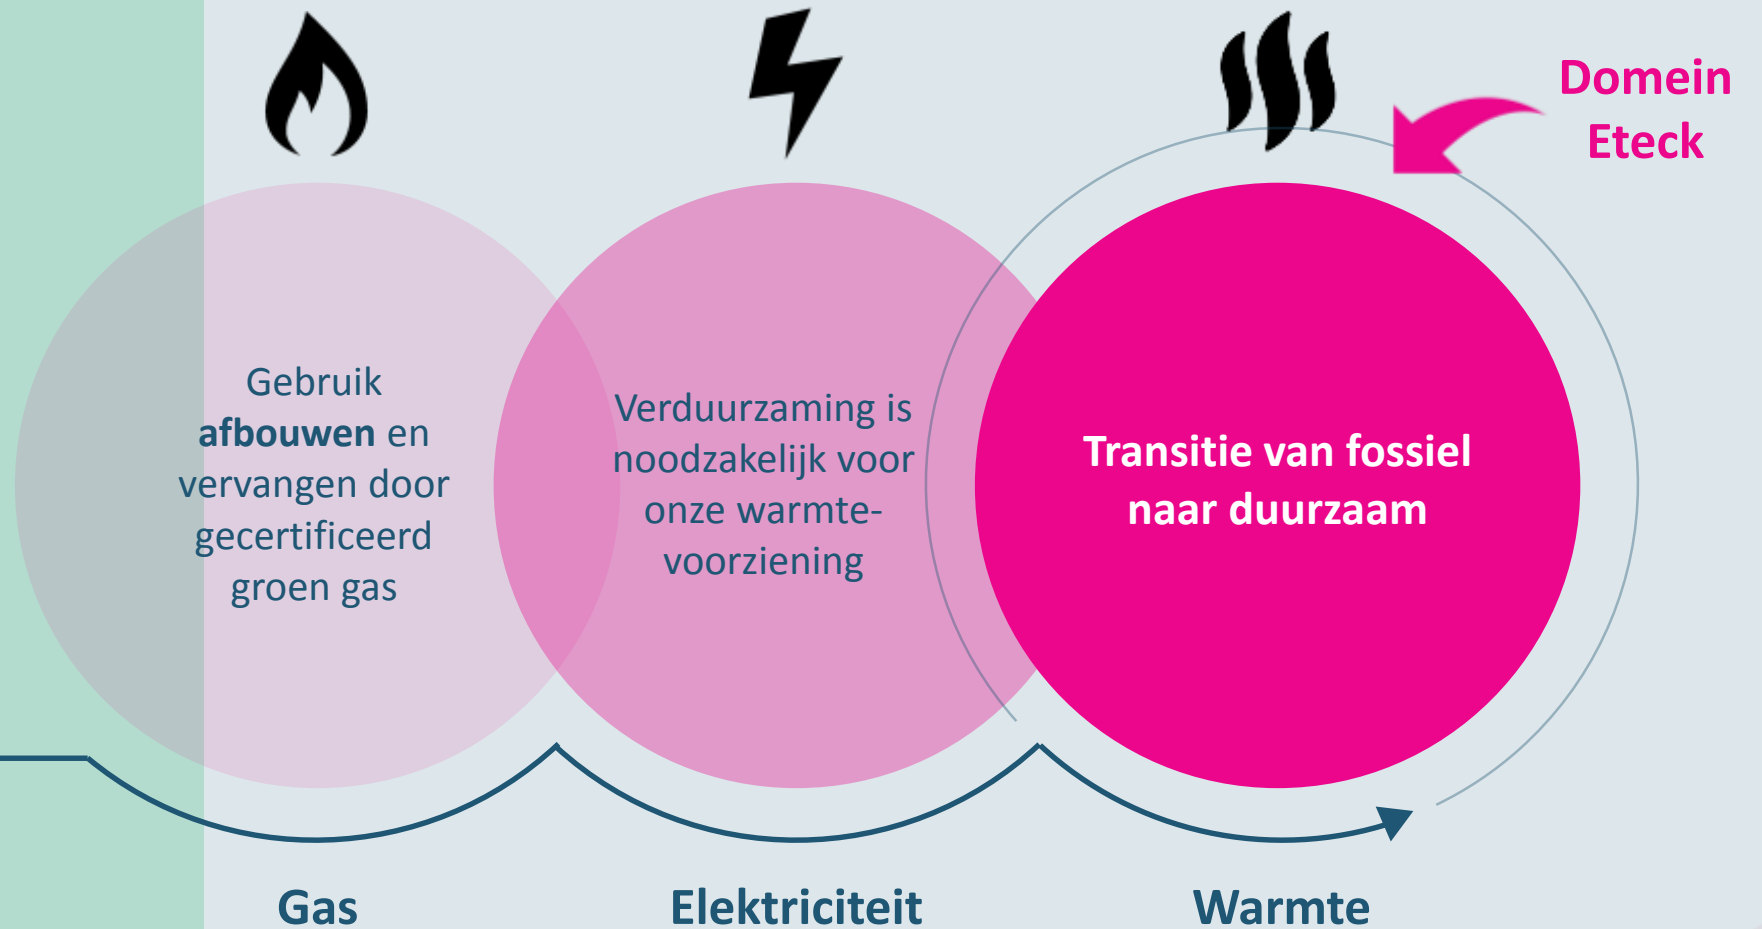 Domein
Eteck
Gebruik
afbouwen en
vervangen door
gecertificeerd
groen gas
Verduurzaming is
noodzakelijk voor
onze warmte-
voorziening
Transitie van fossiel
naar duurzaam
Gas
Elektriciteit
Warmte